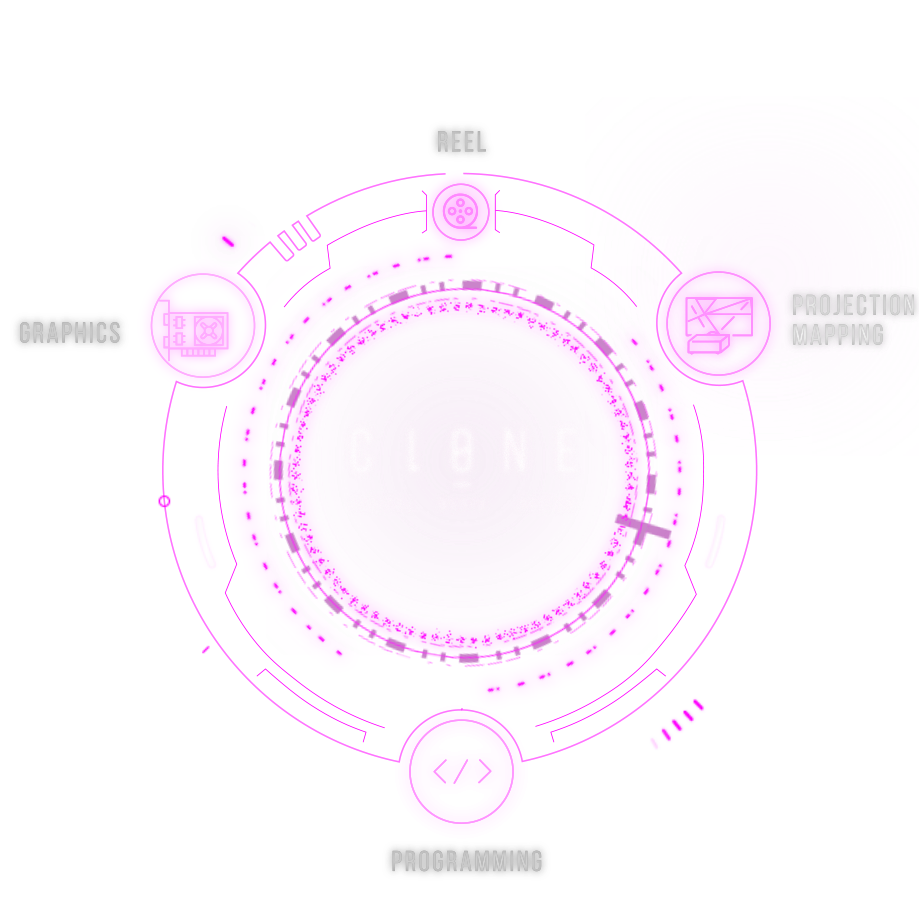 REEL
PROJECTION
MAPPING
GRAPHICS
CLONE
</>
PROGRAMMING